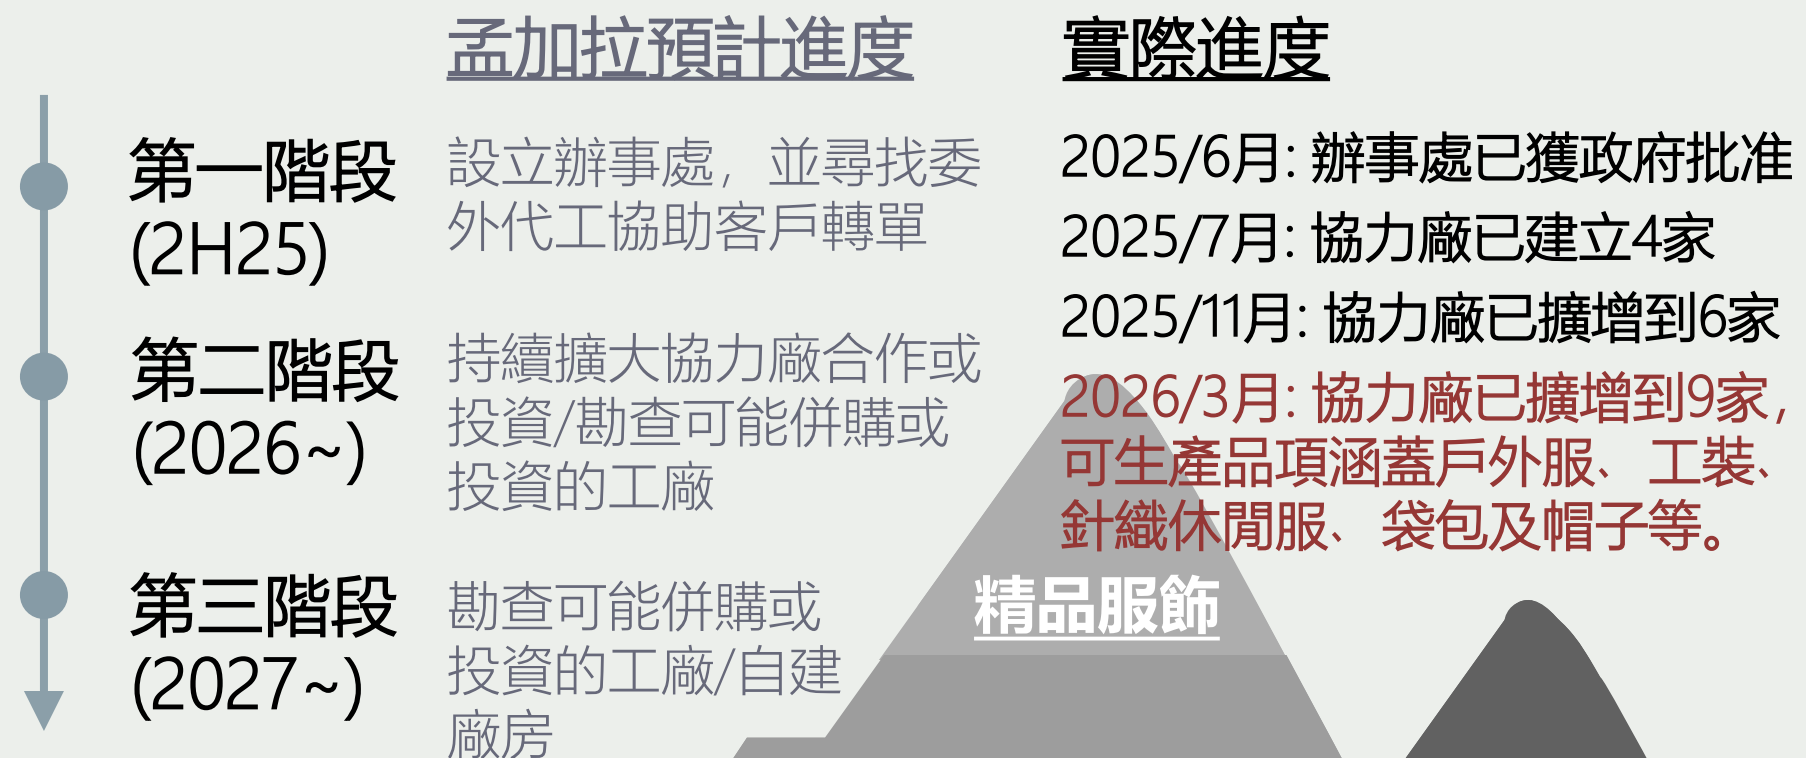 孟加拉預計進度
實際進度
第一階段
(2H25)
設立辦事處，並尋找委
外代工協助客戶轉單
2025/6月: 辦事處已獲政府批准
2025/7月: 協力廠已建立4家
2025/11月: 協力廠已擴增到6家
第二階段
(2026~)
持續擴大協力廠合作或
投資/勘查可能併購或
投資的工廠
2026/3月: 協力廠已擴增到9家，
可生產品項涵蓋戶外服、工裝、
針織休閒服、袋包及帽子等。
精品服飾
第三階段
(2027~)
勘查可能併購或
投資的工廠/自建
廠房